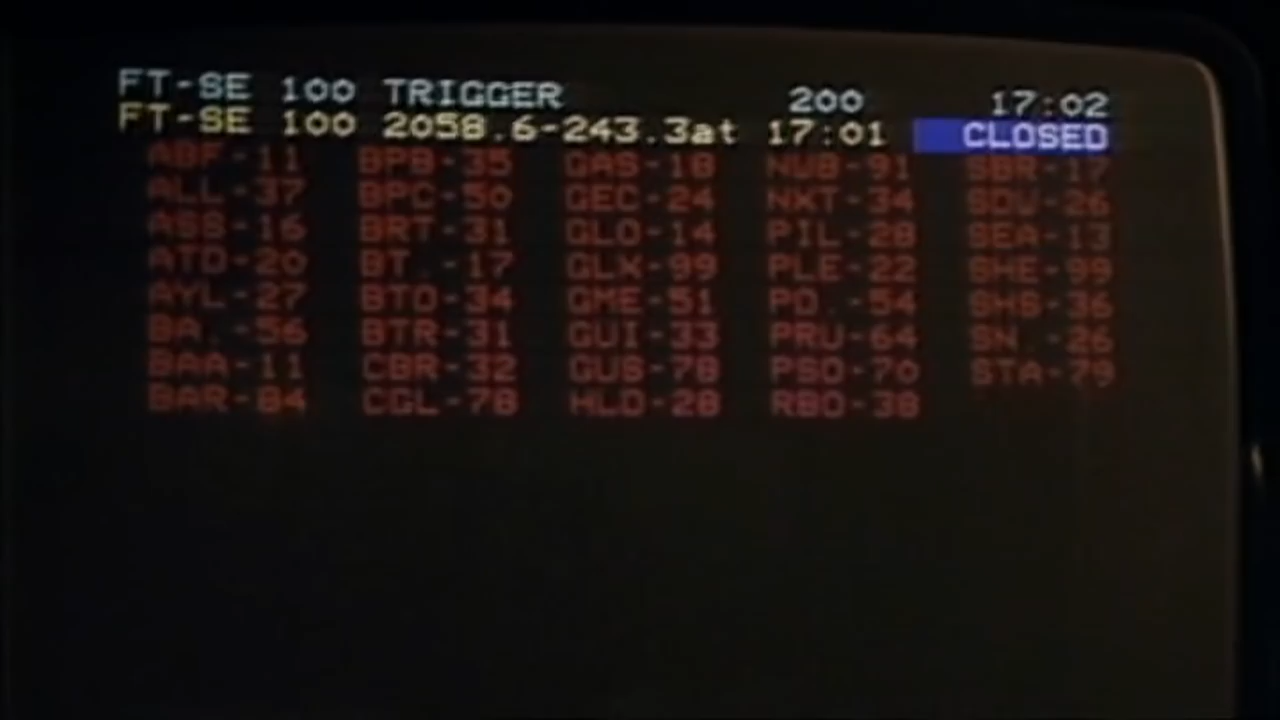 FT-SE 100 TRIGGER 200 17:02
FT-SE 100 2058.6-243.3at 17:01 CLOSED
ABF-11 BPB-35 GAS-18 NWB-91 SBR-17
ALL-37 BPC-50 GEC-24 NXT-34 SDW-26
ASS-16 BRT-31 GLO-14 PIL-28 SEA-13
ATD-20 BT.-17 GLX-99 PLE-22 SHE-99
AYL-27 BTO-34 GME-51 PO.-54 SHS-36
BA.-56 BTR-31 GUI-33 PRU-64 SN.-26
BAA-11 CBR-32 GUS-78 PSO-70 STA-79
BAR-84 CGL-78 HLD-28 RBO-38